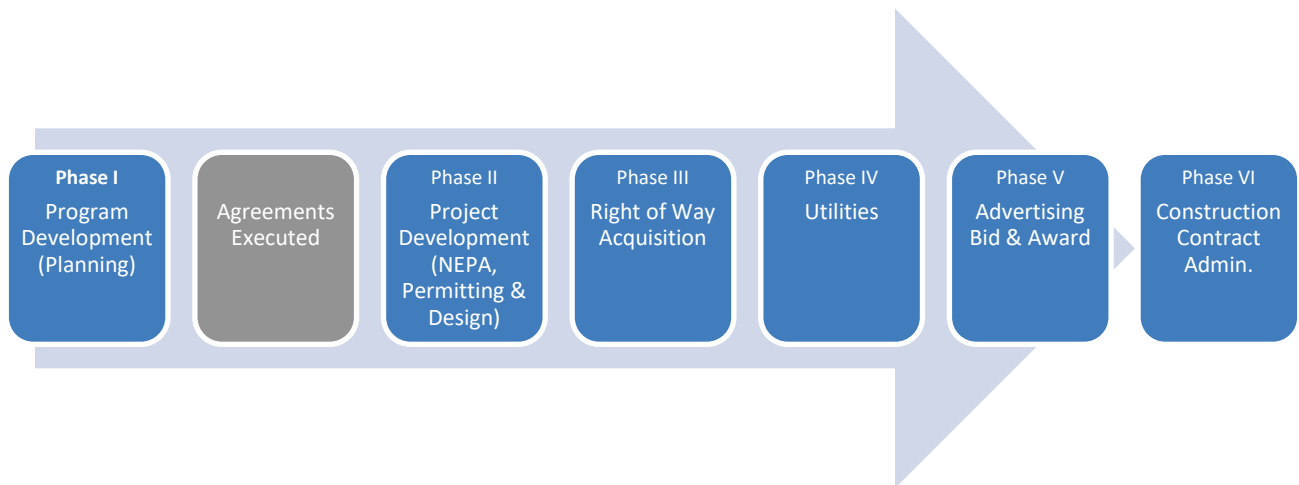 Phase I
Program
Development
(Planning)
Agreements
Executed
Phase II
Project
Development
(NEPA,
Permitting &
Design)
Phase III
Right of Way
Acquisition
Phase IV
Utilities
Phase V
Advertising
Bid & Award
Phase VI
Construction
Contract
Admin.